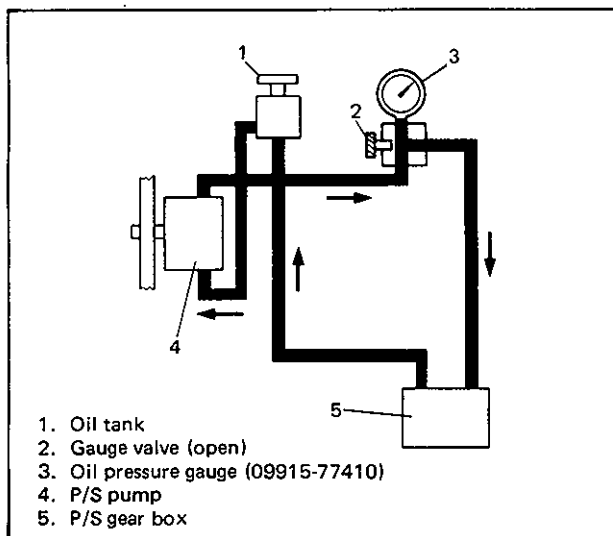 1
3
2
4
5
1. Oil tank
2. Gauge valve (open)
3. Oil pressure gauge (09915-77410)
4. P/S pump
5. P/S gear box